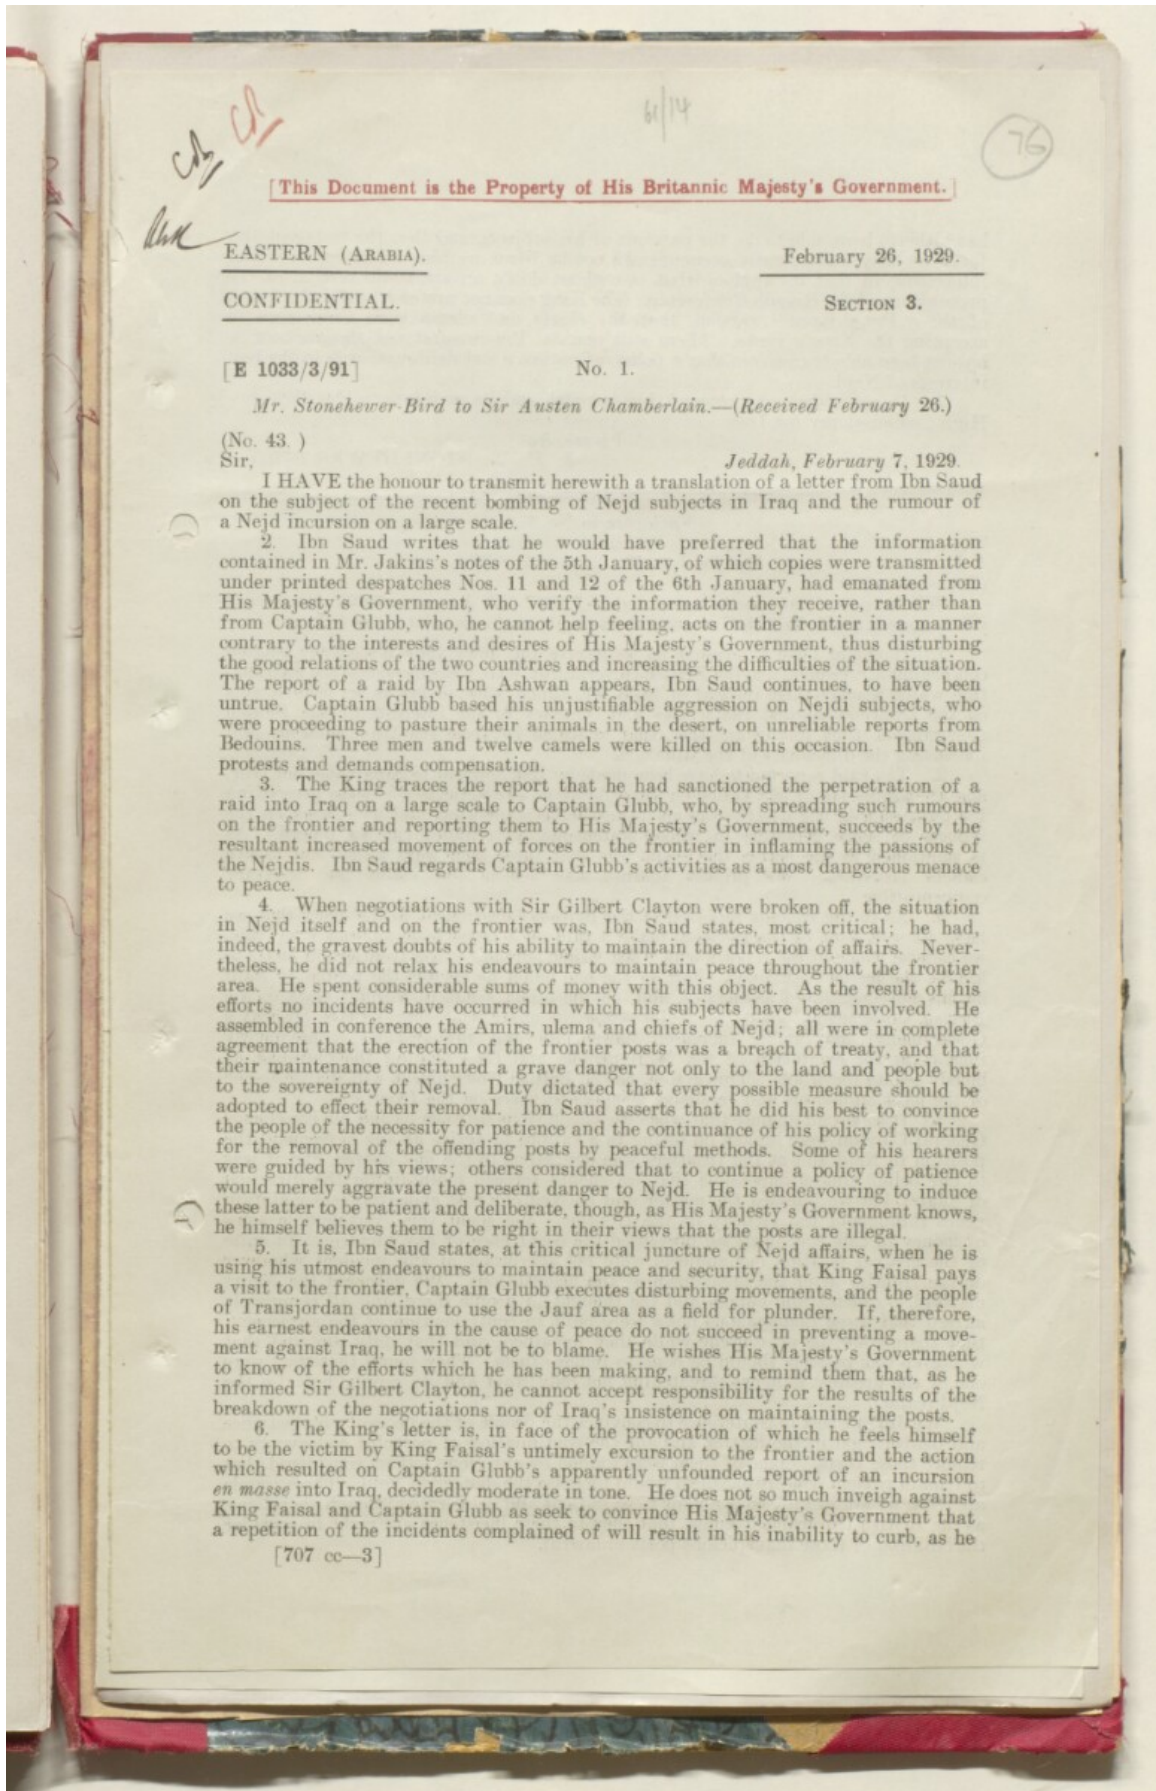 61/14
76
[This Document is the Property of His Britannic Majesty's Government.]
EASTERN (ARABIA).
February 26, 1929.
CONFIDENTIAL.
SECTION 3.
[E 1033/3/91]
No. 1.
Mr. Stonehewer-Bird to Sir Austen Chamberlain.—(Received February 26.)
(No. 43. )
Sir,
Jeddah, February 7, 1929.
I HAVE the honour to transmit herewith a translation of a letter from Ibn Saud
on the subject of the recent bombing of Nejd subjects in Iraq and the rumour of
a Nejd incursion on a large scale.
2. Ibn Saud writes that he would have preferred that the information
contained in Mr. Jakins's notes of the 5th January, of which copies were transmitted
under printed despatches Nos. 11 and 12 of the 6th January, had emanated from
His Majesty's Government, who verify the information they receive, rather than
from Captain Glubb, who, he cannot help feeling, acts on the frontier in a manner
contrary to the interests and desires of His Majesty's Government, thus disturbing
the good relations of the two countries and increasing the difficulties of the situation.
The report of a raid by Ibn Ashwan appears, Ibn Saud continues, to have been
untrue. Captain Glubb based his unjustifiable aggression on Nejdi subjects, who
were proceeding to pasture their animals in the desert, on unreliable reports from
Bedouins. Three men and twelve camels were killed on this occasion. Ibn Saud
protests and demands compensation.
3. The King traces the report that he had sanctioned the perpetration of a
raid into Iraq on a large scale to Captain Glubb, who, by spreading such rumours
on the frontier and reporting them to His Majesty's Government, succeeds by the
resultant increased movement of forces on the frontier in inflaming the passions of
the Nejdis. Ibn Saud regards Captain Glubb's activities as a most dangerous menace
to peace.
4. When negotiations with Sir Gilbert Clayton were broken off, the situation
in Nejd itself and on the frontier was, Ibn Saud states, most critical; he had,
indeed, the gravest doubts of his ability to maintain the direction of affairs. Never-
theless, he did not relax his endeavours to maintain peace throughout the frontier
area. He spent considerable sums of money with this object. As the result of his
efforts no incidents have occurred in which his subjects have been involved. He
assembled in conference the Amirs, ulema and chiefs of Nejd; all were in complete
agreement that the erection of the frontier posts was a breach of treaty, and that
their maintenance constituted a grave danger not only to the land and people but
to the sovereignty of Nejd. Duty dictated that every possible measure should be
adopted to effect their removal. Ibn Saud asserts that he did his best to convince
the people of the necessity for patience and the continuance of his policy of working
for the removal of the offending posts by peaceful methods. Some of his hearers
were guided by his views; others considered that to continue a policy of patience
would merely aggravate the present danger to Nejd. He is endeavouring to induce
these latter to be patient and deliberate, though, as His Majesty's Government knows,
he himself believes them to be right in their views that the posts are illegal.
5. It is, Ibn Saud states, at this critical juncture of Nejd affairs, when he is
using his utmost endeavours to maintain peace and security, that King Faisal pays
a visit to the frontier, Captain Glubb executes disturbing movements, and the people
of Transjordan continue to use the Jauf area as a field for plunder. If, therefore,
his earnest endeavours in the cause of peace do not succeed in preventing a move-
ment against Iraq, he will not be to blame. He wishes His Majesty's Government
to know of the efforts which he has been making, and to remind them that, as he
informed Sir Gilbert Clayton, he cannot accept responsibility for the results of the
breakdown of the negotiations nor of Iraq's insistence on maintaining the posts.
6. The King's letter is, in face of the provocation of which he feels himself
to be the victim by King Faisal's untimely excursion to the frontier and the action
which resulted on Captain Glubb's apparently unfounded report of an incursion
en masse into Iraq, decidedly moderate in tone. He does not so much inveigh against
King Faisal and Captain Glubb as seek to convince His Majesty's Government that
a repetition of the incidents complained of will result in his inability to curb, as he
[707 cc—3]